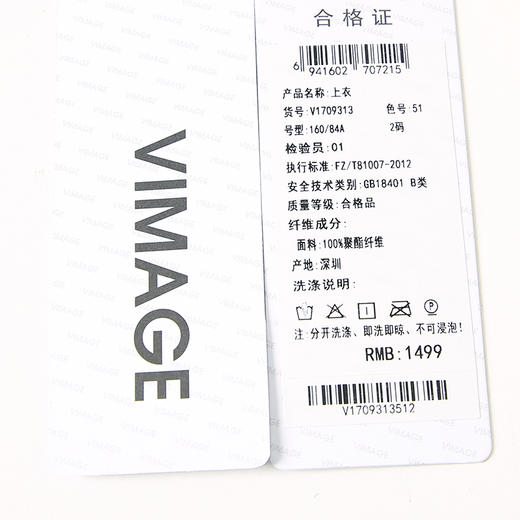 VIMAGE
合格证
6 941602 707215
产品名称:上衣
货号:V1709313 色号:51
号型:160/84A 2码
检验员:01
执行标准:FZ/T81007-2012
安全技术类别:GB18401 B类
质量等级:合格品
纤维成分:
面料:100%聚酯纤维
产地:深圳
洗涤说明:
注:分开洗涤、即洗即晾、不可浸泡!
RMB:1499
V1709313512